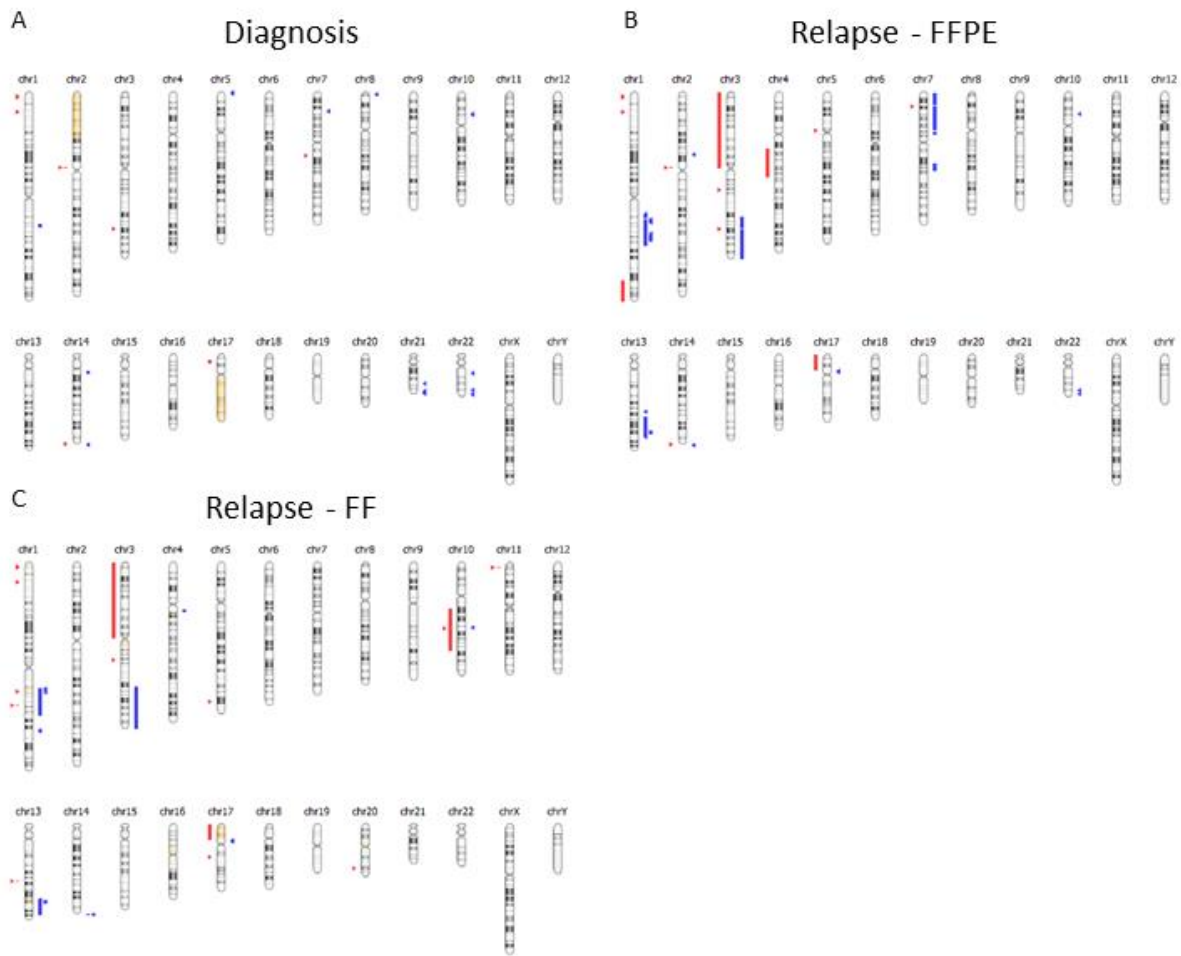 A
Diagnosis
chr1 chr2 chr3 chr4 chr5 chr6 chr7 chr8 chr9 chr10 chr11 chr12
chr13 chr14 chr15 chr16 chr17 chr18 chr19 chr20 chr21 chr22 chrX chrY
B
Relapse - FFPE
chr1 chr2 chr3 chr4 chr5 chr6 chr7 chr8 chr9 chr10 chr11 chr12
chr13 chr14 chr15 chr16 chr17 chr18 chr19 chr20 chr21 chr22 chrX chrY
C
Relapse - FF
chr1 chr2 chr3 chr4 chr5 chr6 chr7 chr8 chr9 chr10 chr11 chr12
chr13 chr14 chr15 chr16 chr17 chr18 chr19 chr20 chr21 chr22 chrX chrY